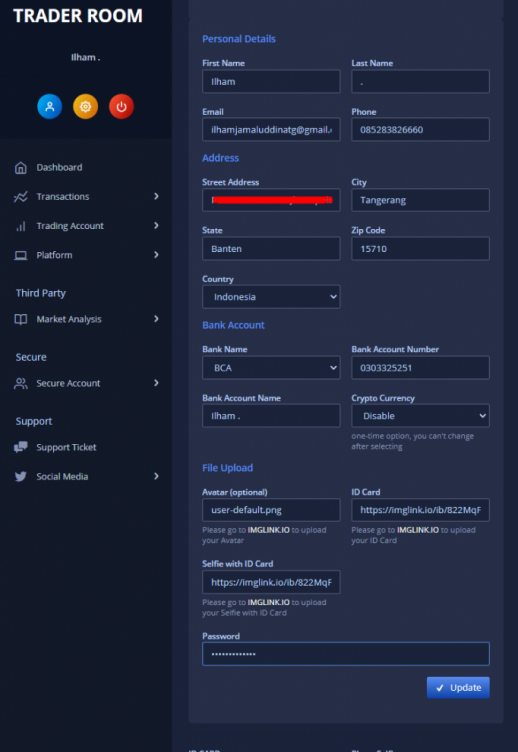 TRADER ROOM
Ilham .
Dashboard
Transactions
Trading Account
Platform
Third Party
Market Analysis
Secure
Secure Account
Support
Support Ticket
Social Media
Personal Details
First Name Last Name
Ilham .
Email Phone
ilhamjamaluddinatg@gmail. 085283826660
Address
Street Address City
Tangerang
State Zip Code
Banten 15710
Country
Indonesia
Bank Account
Bank Name Bank Account Number
BCA 0303325251
Bank Account Name Crypto Currency
Ilham . Disable
one-time option, you can't change
after selecting
File Upload
Avatar (optional) ID Card
user-default.png https://imglink.io/ib/822MqF
Please go to IMGLINK.IO to upload Please go to IMGLINK.IO to upload
your Avatar your ID Card
Selfie with ID Card
https://imglink.io/ib/822MqF
Please go to IMGLINK.IO to upload
your Selfie with ID Card
Password
•••••••••••••
Update